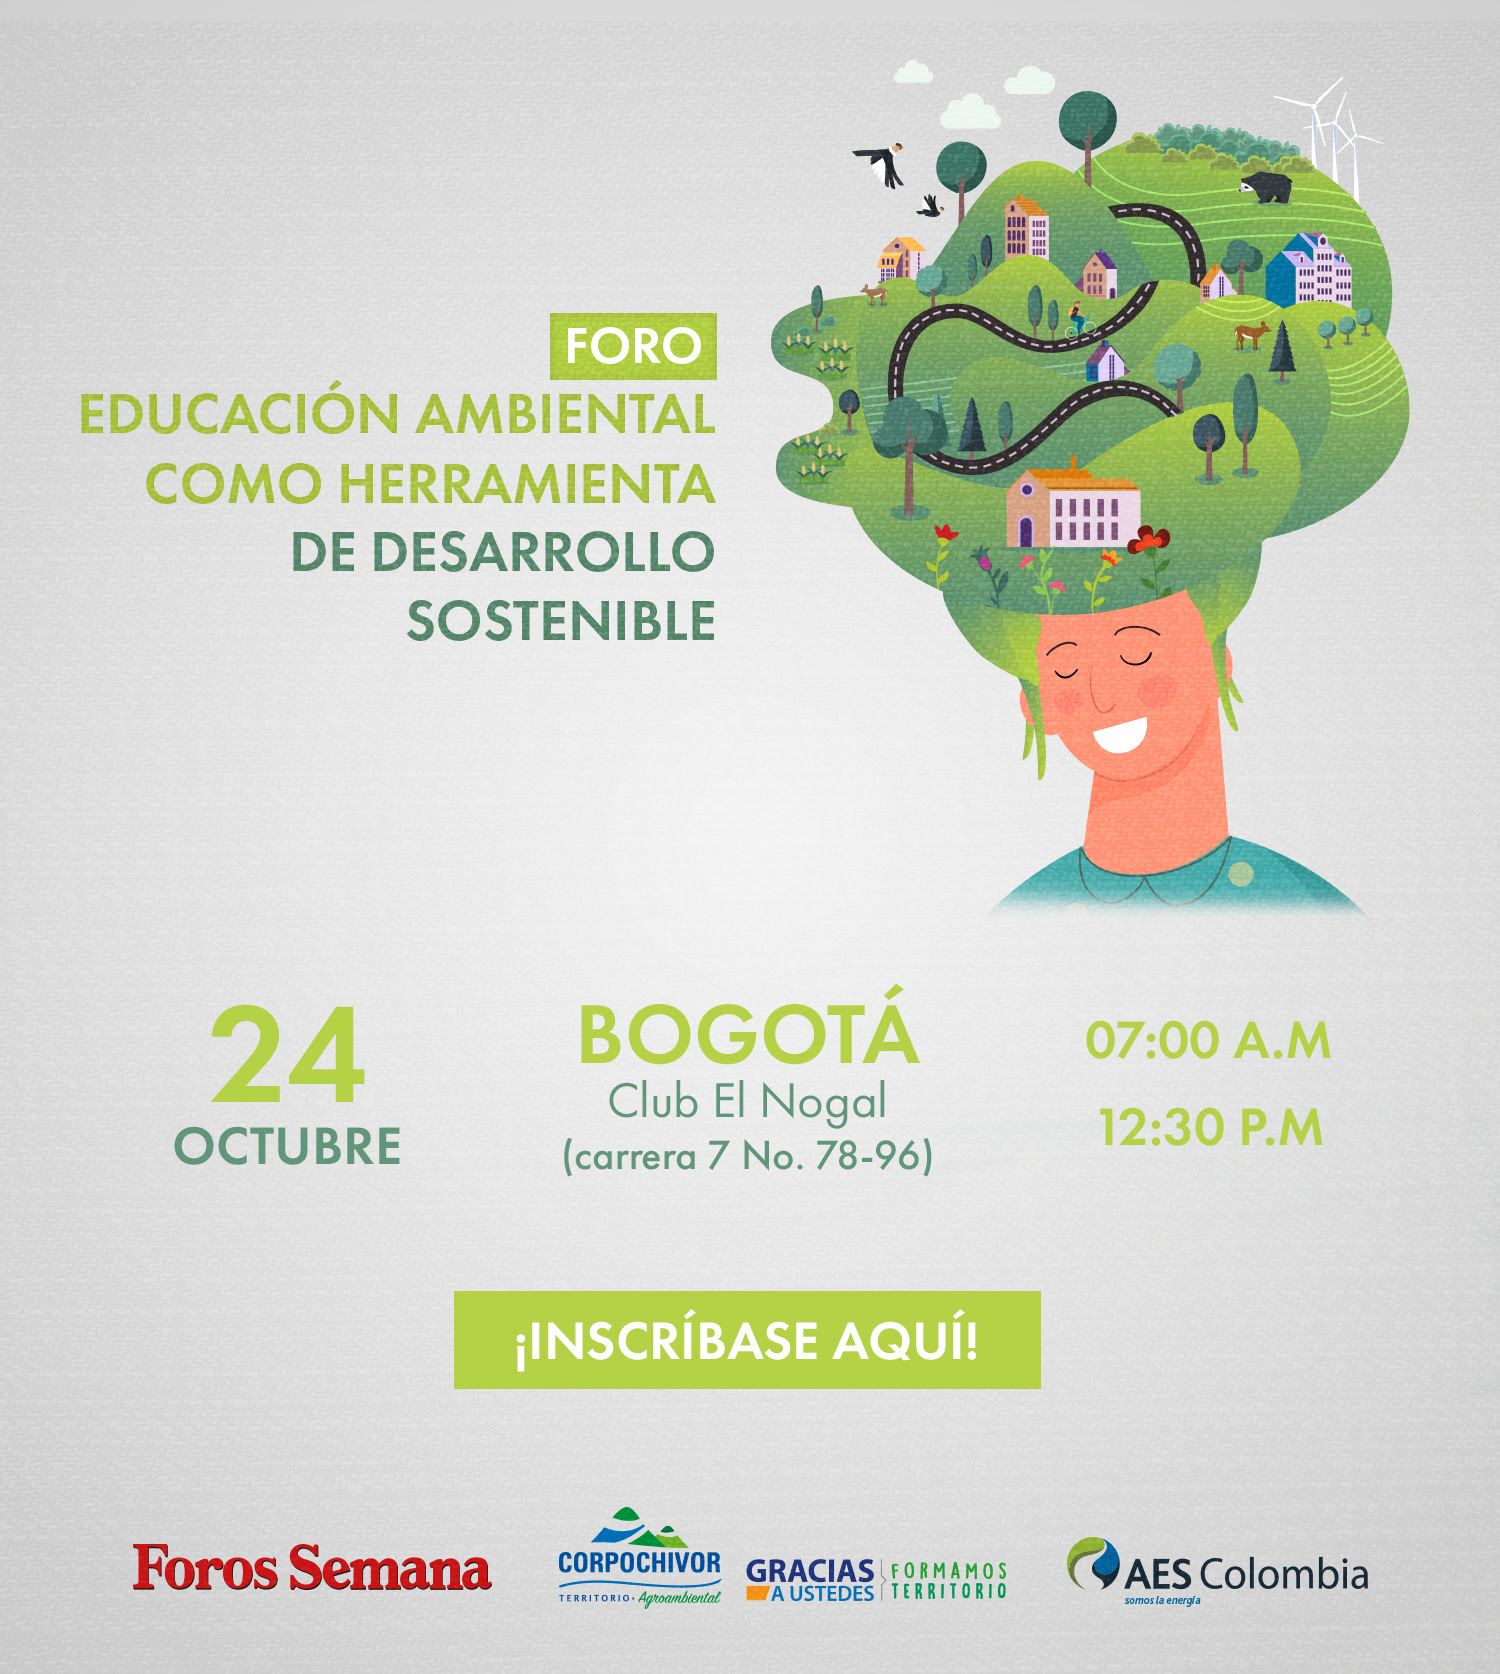 FORO
EDUCACIÓN AMBIENTAL
COMO HERRAMIENTA
DE DESARROLLO
SOSTENIBLE
24
OCTUBRE
BOGOTÁ
Club El Nogal
(carrera 7 No. 78-96)
07:00 A.M
12:30 P.M
¡INSCRÍBASE AQUÍ!
Foros Semana
CORPOCHIVOR
TERRITORIO • Agroambiental
GRACIAS
A USTEDES
FORMAMOS
TERRITORIO
AES Colombia
somos la energía